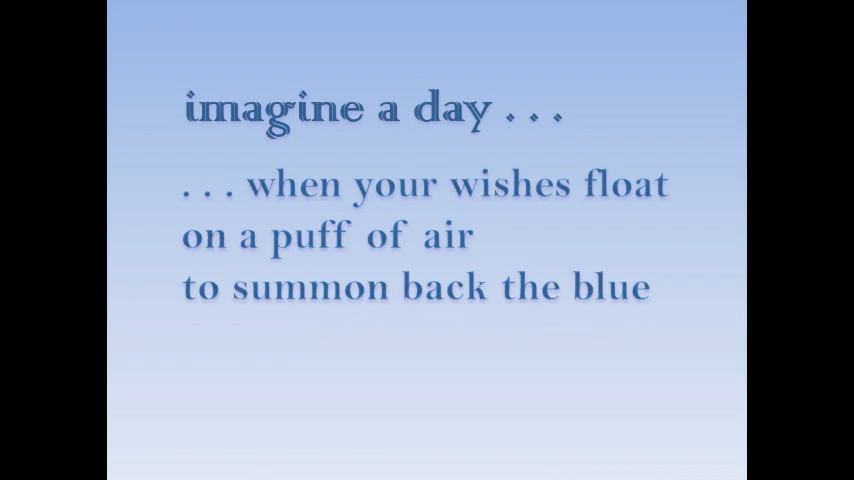 imagine a day . . .
. . . when your wishes float
on a puff of air
to summon back the blue